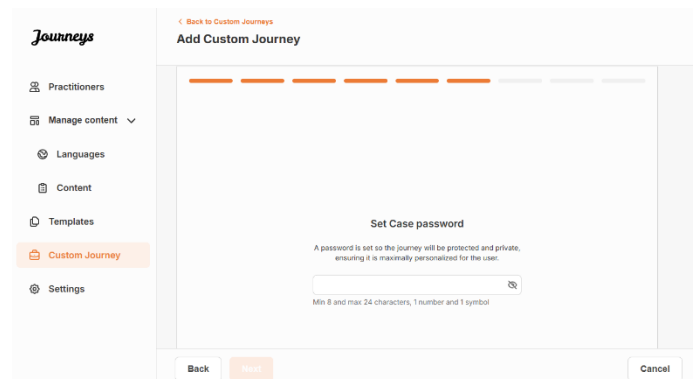 Journeys
Practitioners
Manage content
Languages
Content
Templates
Custom Journey
Settings
Back to Custom Journeys
Add Custom Journey
Set Case password
A password is set so the journey will be protected and private,
ensuring it is maximally personalized for the user.
Min 8 and max 24 characters, 1 number and 1 symbol
Back
Next
Cancel